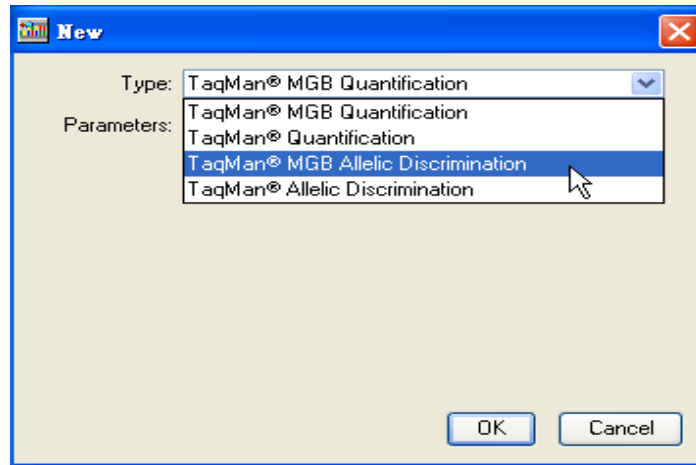 New
Type: TaqMan® MGB Quantification
TaqMan® MGB Quantification
Parameters:
TaqMan® Quantification
TaqMan® MGB Allelic Discrimination
TaqMan® Allelic Discrimination
OK Cancel